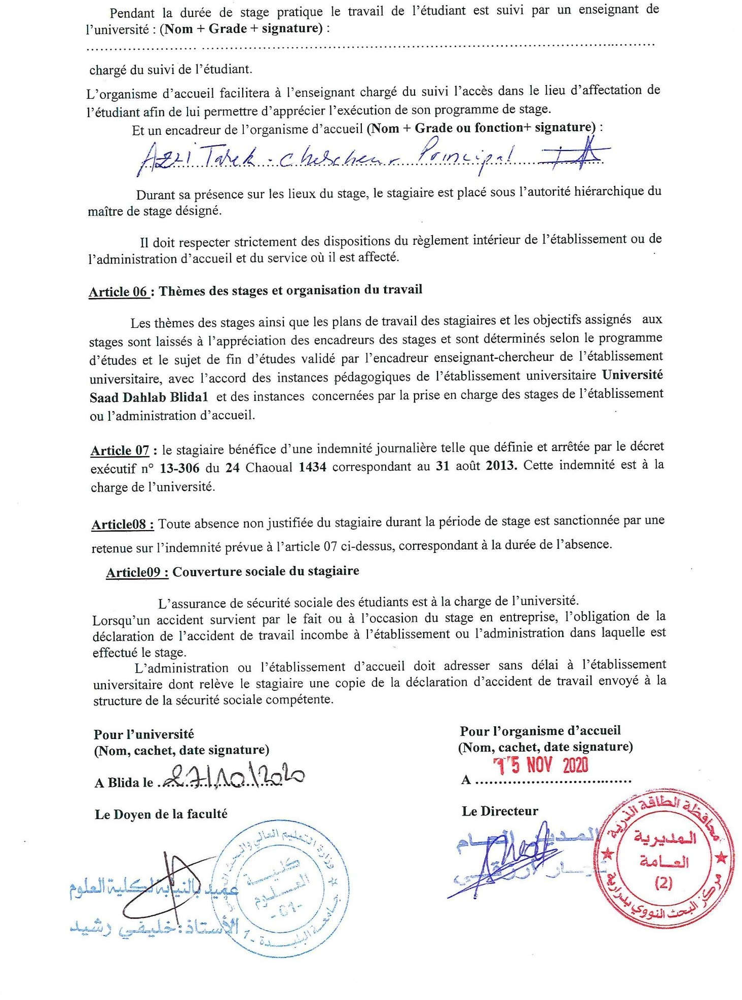 Pendant la durée de stage pratique le travail de l’étudiant est suivi par un enseignant de
l’université : (Nom + Grade + signature) :
chargé du suivi de l’étudiant.
L’organisme d’accueil facilitera à l’enseignant chargé du suivi l’accès dans le lieu d’affectation de
l’étudiant afin de lui permettre d’apprécier l’exécution de son programme de stage.
Et un encadreur de l’organisme d’accueil (Nom + Grade ou fonction+ signature) :
Azzi Tarek . Chercheur Principal
Durant sa présence sur les lieux du stage, le stagiaire est placé sous l’autorité hiérarchique du
maître de stage désigné.
Il doit respecter strictement des dispositions du règlement intérieur de l’établissement ou de
l’administration d’accueil et du service où il est affecté.
Article 06 : Thèmes des stages et organisation du travail
Les thèmes des stages ainsi que les plans de travail des stagiaires et les objectifs assignés aux
stages sont laissés à l’appréciation des encadreurs des stages et sont déterminés selon le programme
d’études et le sujet de fin d’études validé par l’encadreur enseignant-chercheur de l’établissement
universitaire, avec l’accord des instances pédagogiques de l’établissement universitaire Université
Saad Dahlab Blida1 et des instances concernées par la prise en charge des stages de l’établissement
ou l’administration d’accueil.
Article 07 : le stagiaire bénéfice d’une indemnité journalière telle que définie et arrêtée par le décret
exécutif n° 13-306 du 24 Chaoual 1434 correspondant au 31 août 2013. Cette indemnité est à la
charge de l’université.
Article08 : Toute absence non justifiée du stagiaire durant la période de stage est sanctionnée par une
retenue sur l’indemnité prévue à l’article 07 ci-dessus, correspondant à la durée de l’absence.
Article09 : Couverture sociale du stagiaire
L’assurance de sécurité sociale des étudiants est à la charge de l’université.
Lorsqu’un accident survient par le fait ou à l’occasion du stage en entreprise, l’obligation de la
déclaration de l’accident de travail incombe à l’établissement ou l’administration dans laquelle est
effectué le stage.
L’administration ou l’établissement d’accueil doit adresser sans délai à l’établissement
universitaire dont relève le stagiaire une copie de la déclaration d’accident de travail envoyé à la
structure de la sécurité sociale compétente.
Pour l’université
(Nom, cachet, date signature)
A Blida le 27/10/2020
Le Doyen de la faculté
عميد بالنيابة لكلية العلوم
الأستاذ: خليفي رشيد
وزارة التعليم العالي والبحث
كلية
العلوم
جامعة البليدة - 1
Pour l’organisme d’accueil
(Nom, cachet, date signature)
15 NOV 2020
A
Le Directeur
المدير العام
محافظة الطاقة الذرية
المديرية
العامة
(2)
مركز البحث النووي بدرارية